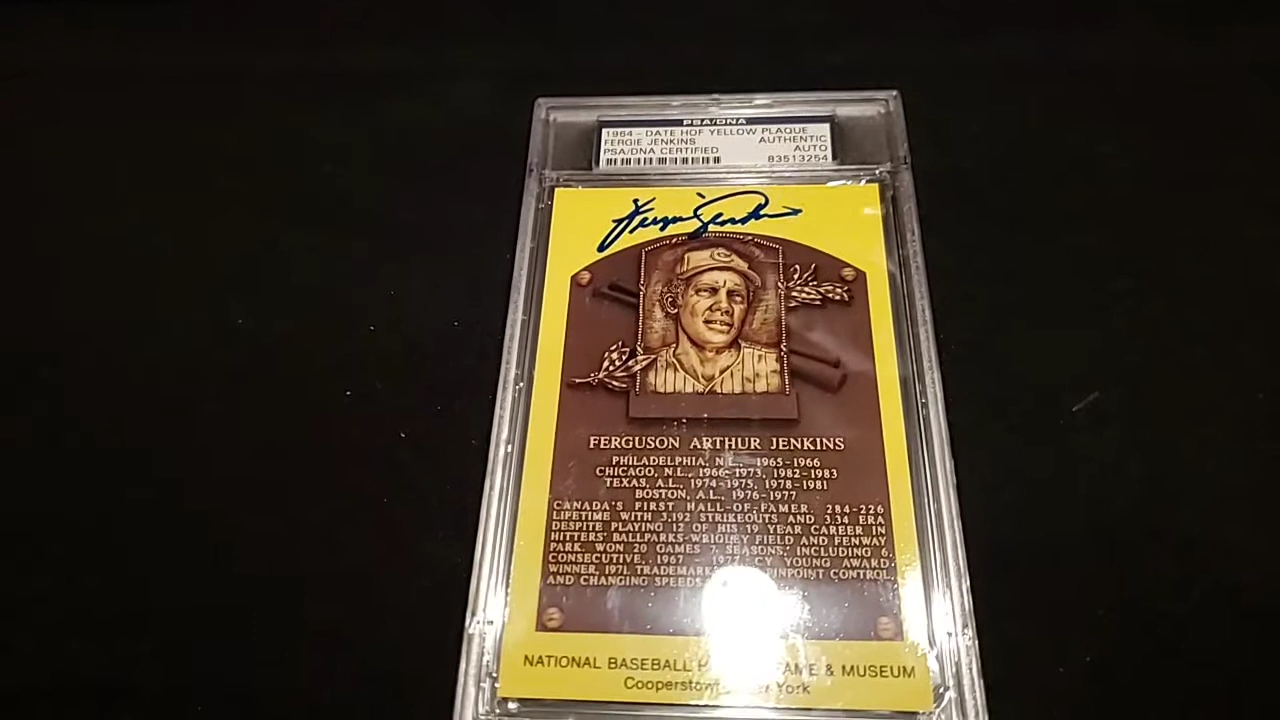 PSA/DNA
1964 - DATE HOF YELLOW PLAQUE
FERGIE JENKINS AUTHENTIC
PSA/DNA CERTIFIED AUTO
83513254
Fergie Jenkins
C
FERGUSON ARTHUR JENKINS
PHILADELPHIA, N.L., 1965-1966
CHICAGO, N.L., 1966-1973, 1982-1983
TEXAS, A.L., 1974-1975, 1978-1981
BOSTON, A.L., 1976-1977
CANADA'S FIRST HALL-OF-FAMER. 284-226
LIFETIME WITH 3,192 STRIKEOUTS AND 3.34 ERA
DESPITE PLAYING 12 OF HIS 19 YEAR CAREER IN
HITTERS' BALLPARKS-WRIGLEY FIELD AND FENWAY
PARK. WON 20 GAMES 7 SEASONS, INCLUDING 6
CONSECUTIVE, 1967 - 1972. CY YOUNG AWARD
WINNER, 1971. PINPOINT CONTROL
AND CHANGING SPEEDS
NATIONAL BASEBALL & MUSEUM
York